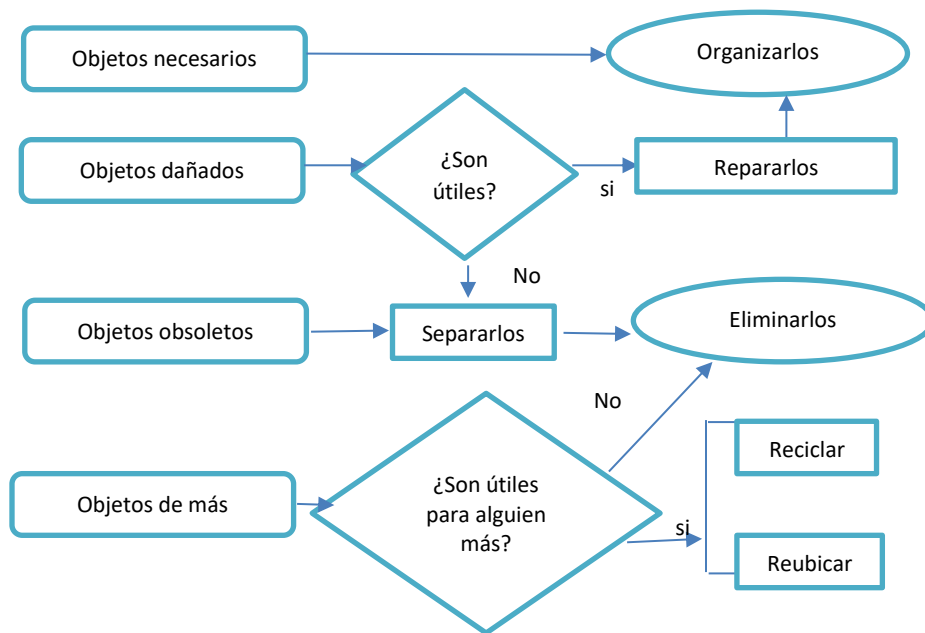 Objetos necesarios
Organizarlos
Objetos dañados
¿Son
útiles?
si
Repararlos
No
Objetos obsoletos
Separarlos
Eliminarlos
No
Objetos de más
¿Son útiles
para alguien
más?
si
Reciclar
Reubicar